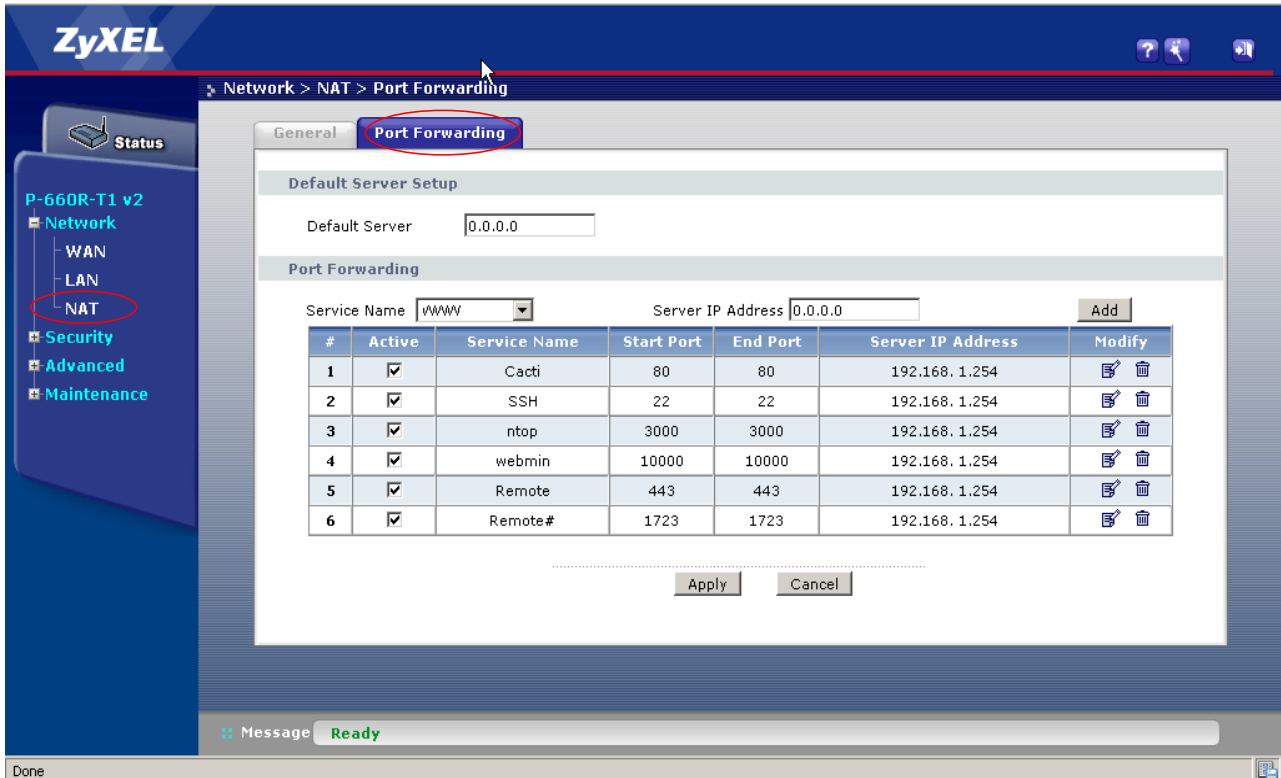 ZyXEL
Network > NAT > Port Forwarding
Status
P-660R-T1 v2
Network
WAN
LAN
NAT
Security
Advanced
Maintenance
General
Port Forwarding
Default Server Setup
Default Server 0.0.0.0
Port Forwarding
Service Name WWW Server IP Address 0.0.0.0 Add
# Active Service Name Start Port End Port Server IP Address Modify
1 Cacti 80 80 192.168. 1.254
2 SSH 22 22 192.168. 1.254
3 ntop 3000 3000 192.168. 1.254
4 webmin 10000 10000 192.168. 1.254
5 Remote 443 443 192.168. 1.254
6 Remote# 1723 1723 192.168. 1.254
Apply Cancel
Message Ready
Done